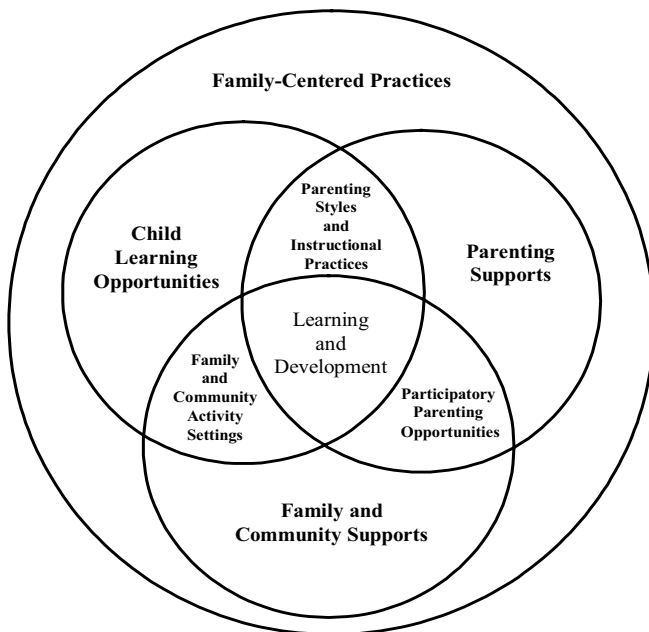 Family-Centered Practices
Parenting
Styles
and
Instructional
Practices
Child
Learning
Opportunities
Parenting
Supports
Learning
and
Development
Family
and
Community
Activity
Settings
Participatory
Parenting
Opportunities
Family and
Community Supports